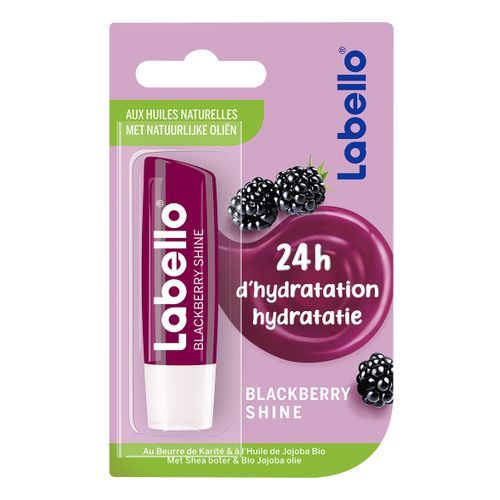 AUX HUILES NATURELLES
MET NATUURLIJKE OLIËN
Labello®
Labello®
BLACKBERRY SHINE
24h
d'hydratation
hydratatie
BLACKBERRY
SHINE
Au Beurre de Karité & à l'Huile de Jojoba Bio
Met Shea boter & Bio Jojoba olie